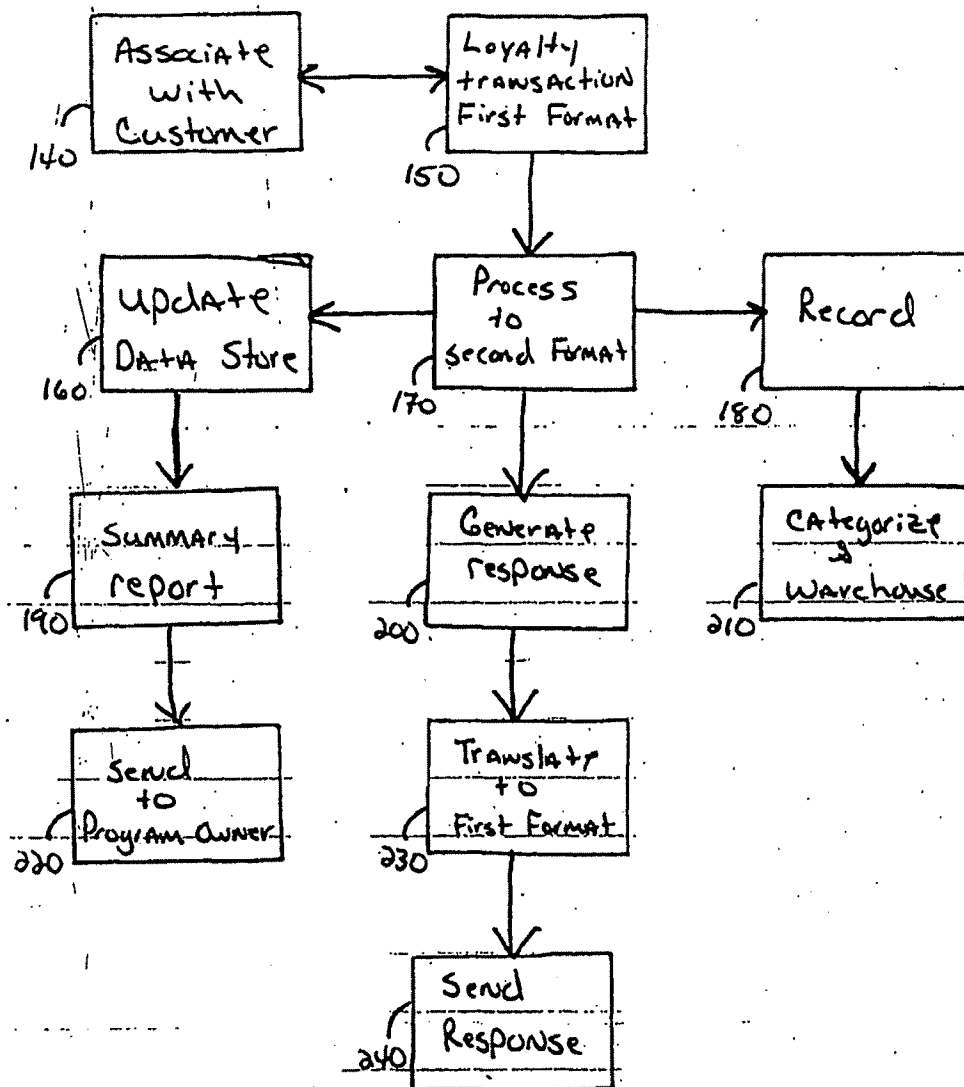 Associate
with
Customer
140
Loyalty
transaction
First Format
150
update
Data Store
160
Process
to
second Format
170
Record
180
Summary
report
190
Generate
response
200
Categorize
&
Warehouse
210
Send
to
Program Owner
220
Translate
to
First Format
230
Send
Response
240